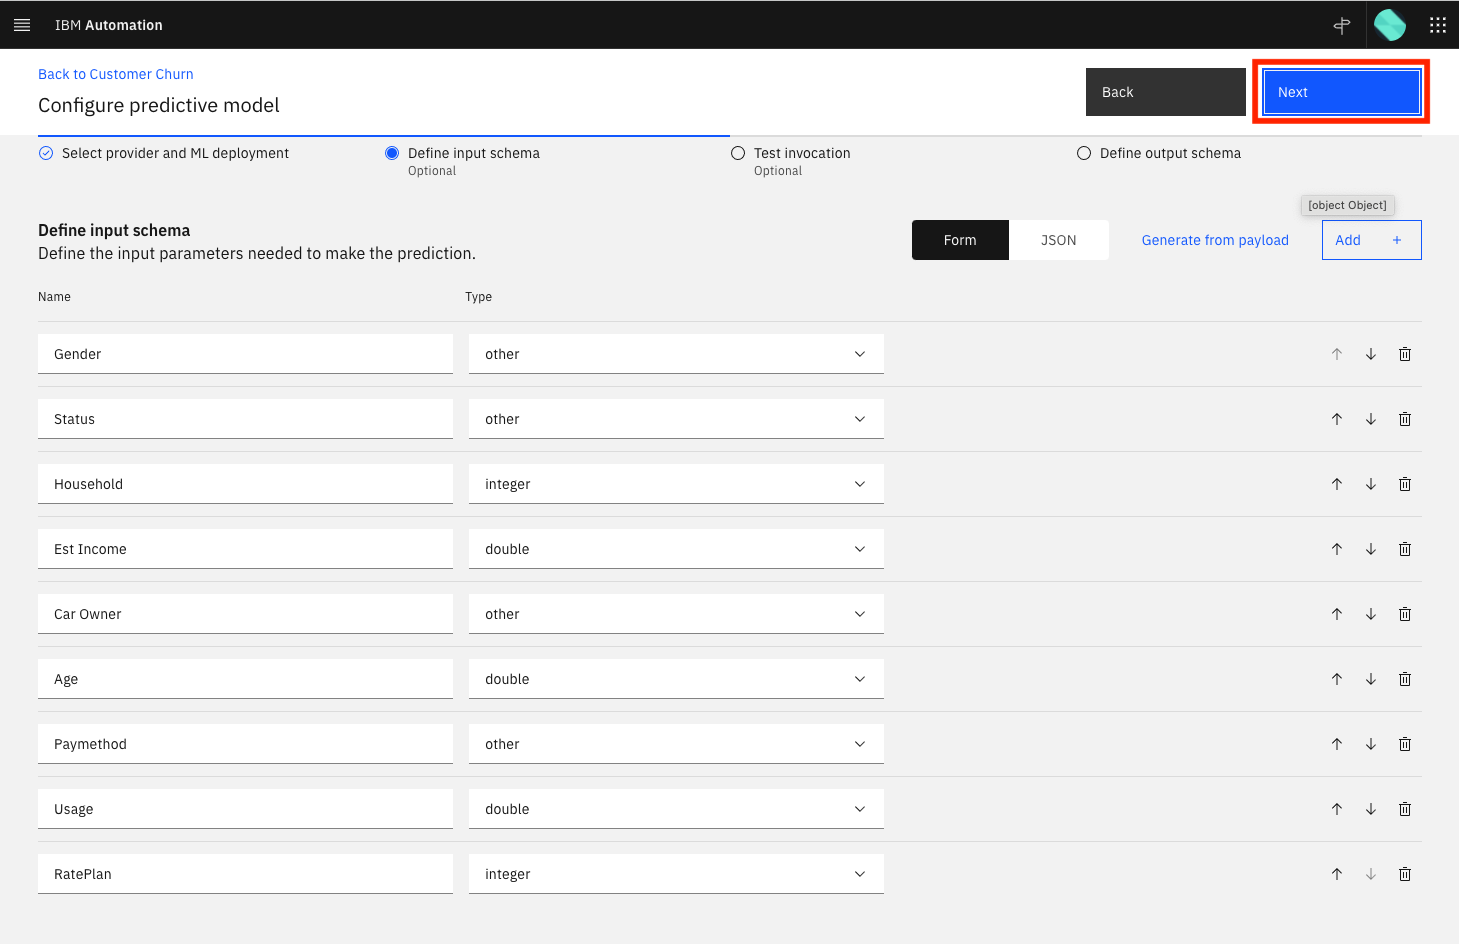 IBM Automation
Back to Customer Churn
Configure predictive model
Back
Next
Select provider and ML deployment
Define input schema
Optional
Test invocation
Optional
Define output schema
[object Object]
Define input schema
Define the input parameters needed to make the prediction.
Form
JSON
Generate from payload
Add +
Name
Type
Gender
other
Status
other
Household
integer
Est Income
double
Car Owner
other
Age
double
Paymethod
other
Usage
double
RatePlan
integer